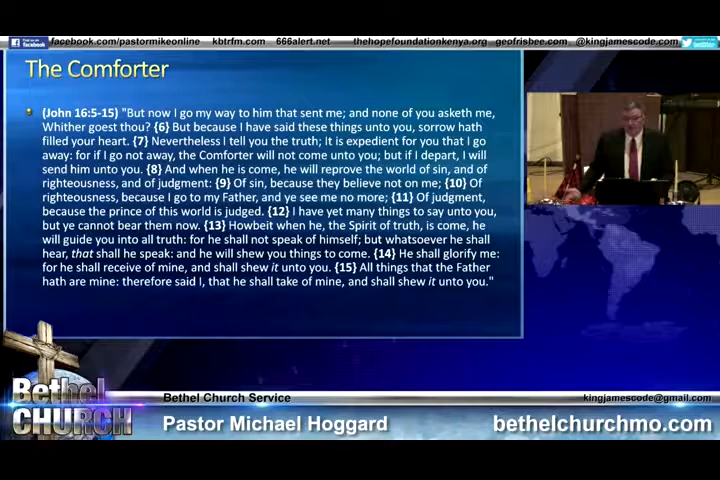 Find us on facebook facebook.com/pastormikeonline kbtrfm.com 666alert.net thehopefoundationkenya.org geofrisbee.com @kingjamescode.com twitter
The Comforter
(John 16:5-15) "But now I go my way to him that sent me; and none of you asketh me,
Whither goest thou? {6} But because I have said these things unto you, sorrow hath
filled your heart. {7} Nevertheless I tell you the truth; It is expedient for you that I go
away: for if I go not away, the Comforter will not come unto you; but if I depart, I will
send him unto you. {8} And when he is come, he will reprove the world of sin, and of
righteousness, and of judgment: {9} Of sin, because they believe not on me; {10} Of
righteousness, because I go to my Father, and ye see me no more; {11} Of judgment,
because the prince of this world is judged. {12} I have yet many things to say unto you,
but ye cannot bear them now. {13} Howbeit when he, the Spirit of truth, is come, he
will guide you into all truth: for he shall not speak of himself; but whatsoever he shall
hear, that shall he speak: and he will shew you things to come. {14} He shall glorify me:
for he shall receive of mine, and shall shew it unto you. {15} All things that the Father
hath are mine: therefore said I, that he shall take of mine, and shall shew it unto you."
Bethel
CHURCH
Bethel Church Service kingjamescode@gmail.com
Pastor Michael Hoggard bethelchurchmo.com